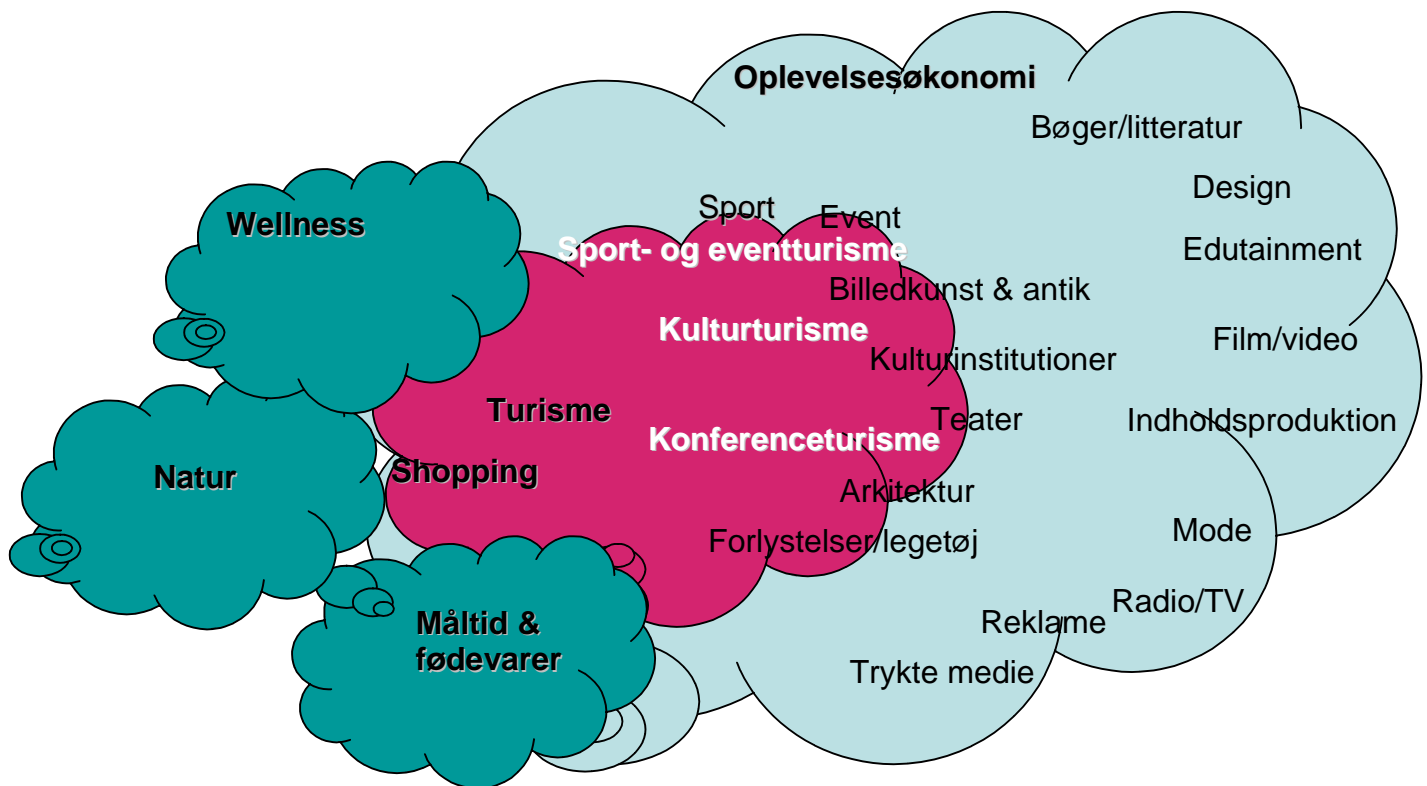 Oplevelsesøkonomi
Bøger/litteratur
Design
Sport
Event
Wellness
Sport- og eventturisme
Edutainment
Billedkunst & antik
Kulturturisme
Film/video
Kulturinstitutioner
Turisme
Teater
Indholdsproduktion
Konferenceturisme
Shopping
Natur
Arkitektur
Mode
Forlystelser/legetøj
Radio/TV
Reklame
Måltid &
fødevarer
Trykte medie